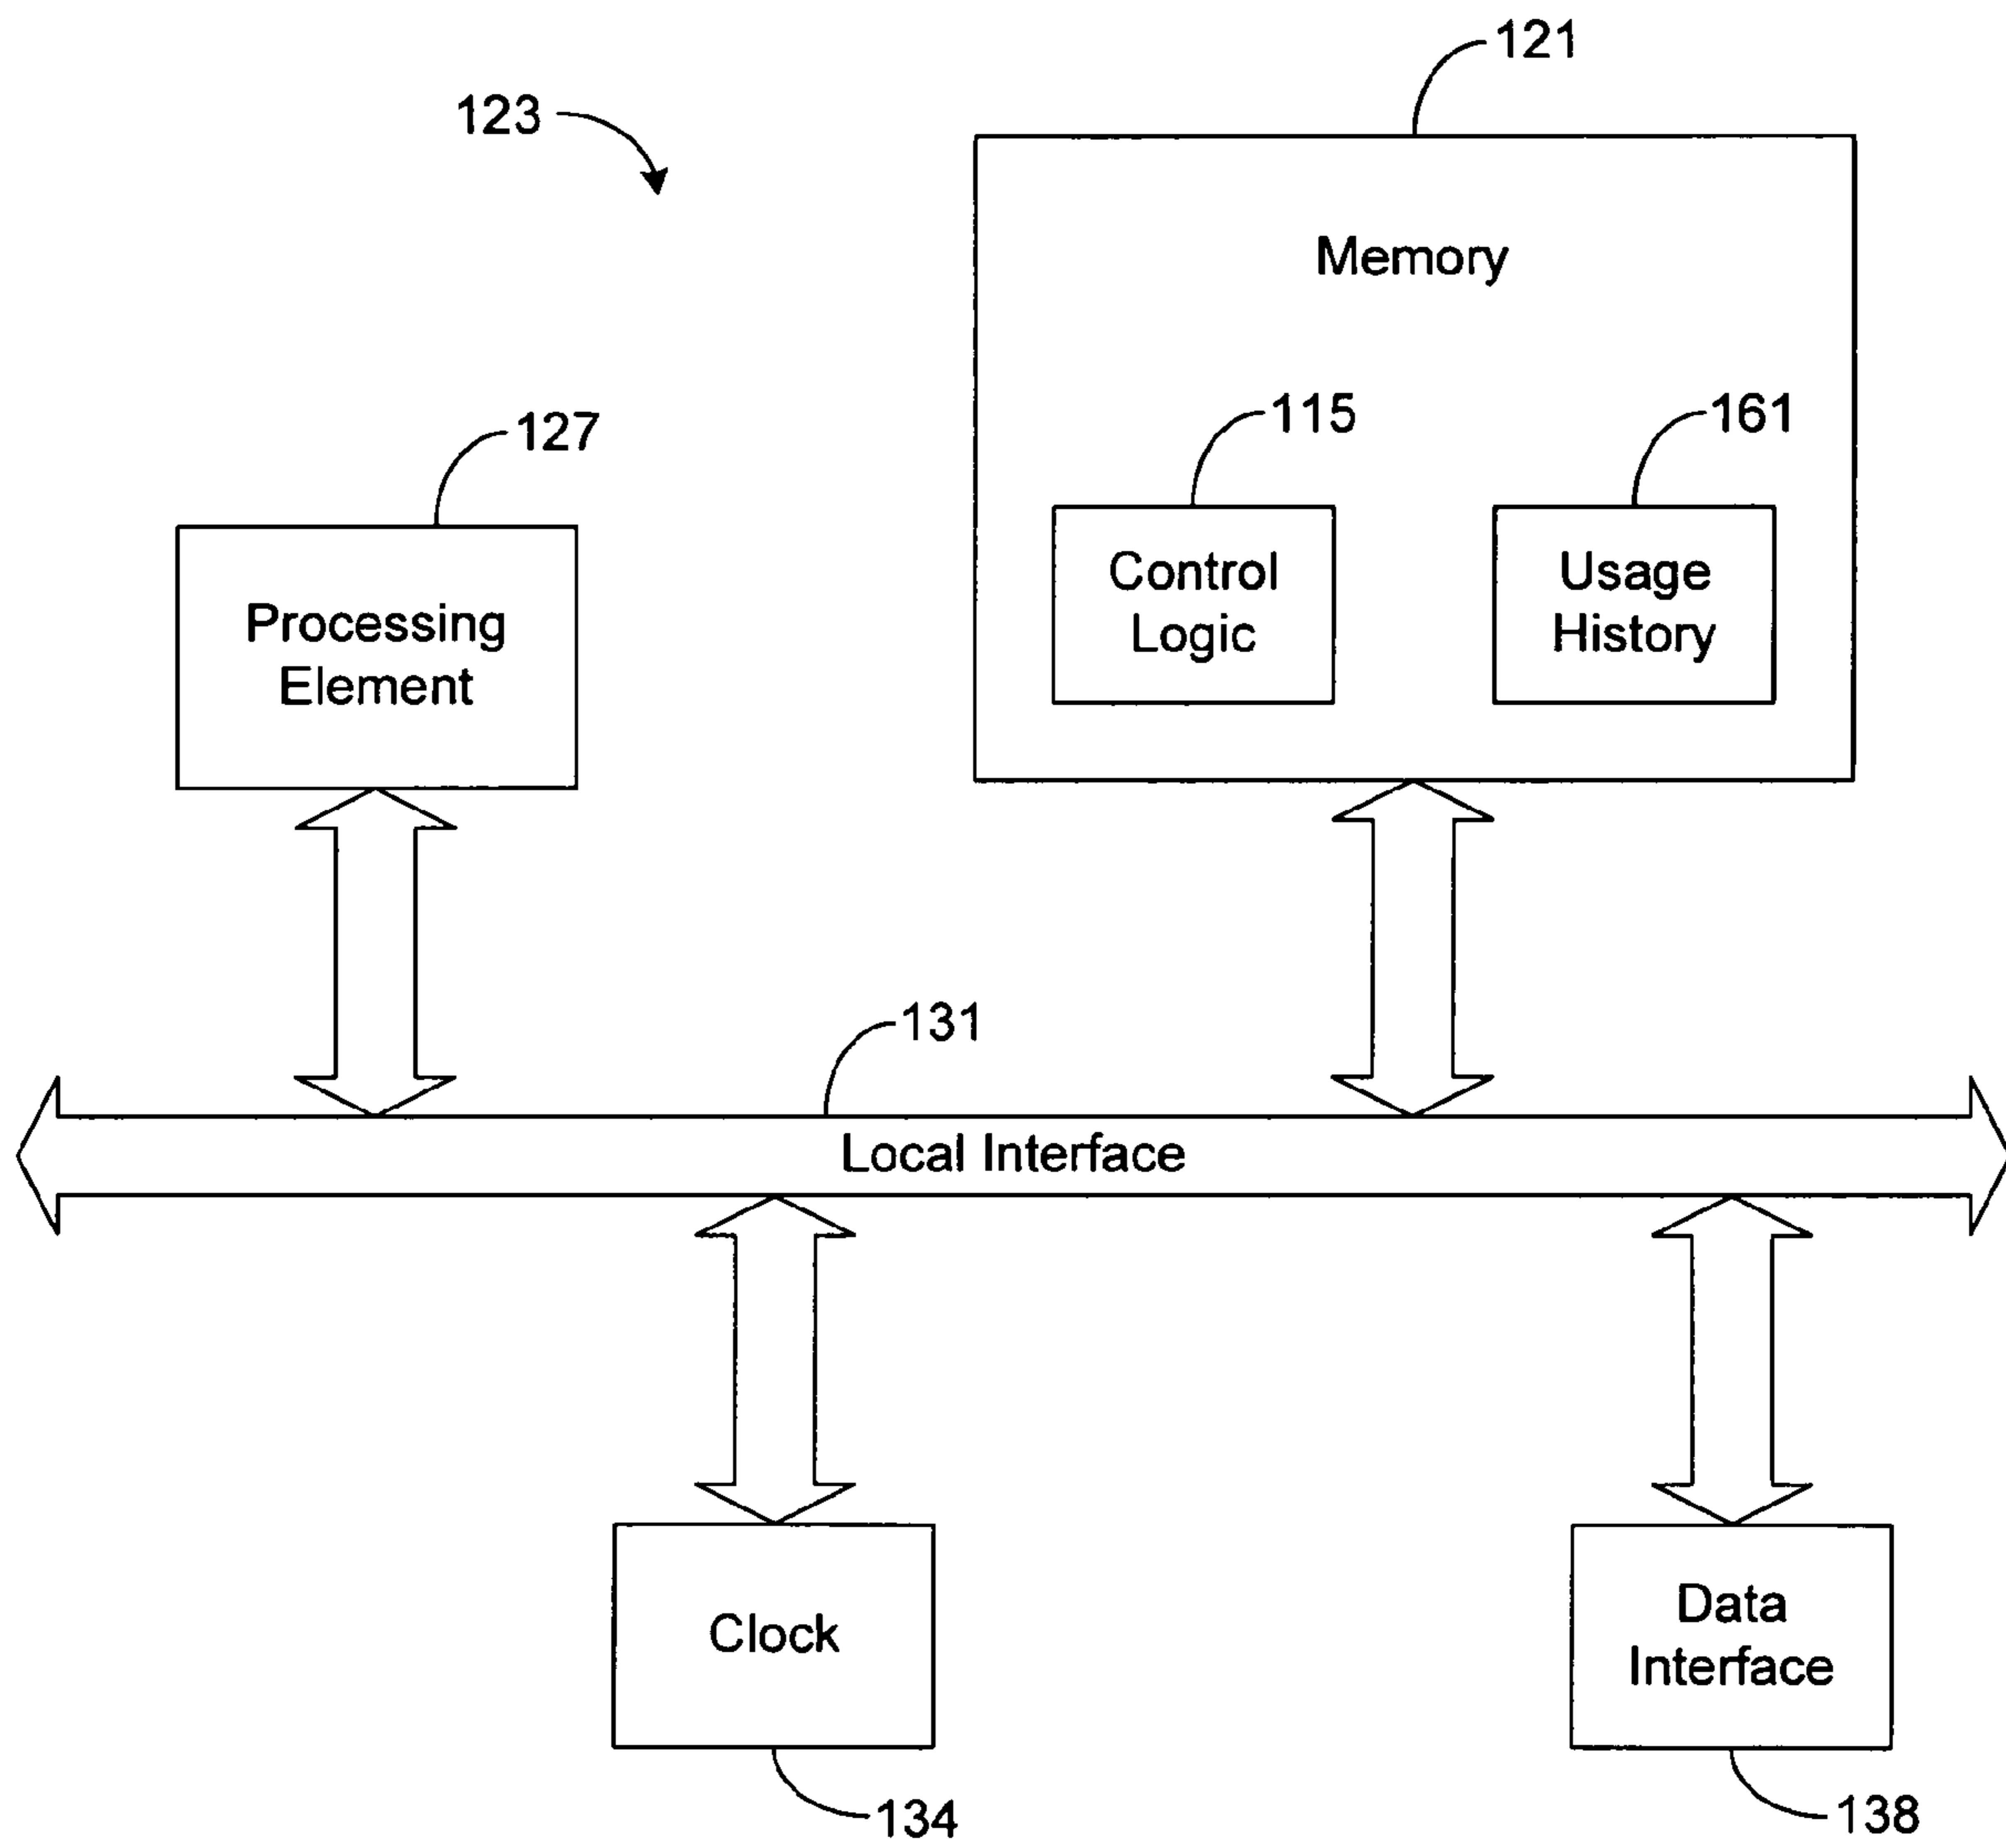 121
123
Memory
115
161
127
Control
Logic
Usage
History
Processing
Element
131
Local Interface
Clock
Data
Interface
134
138